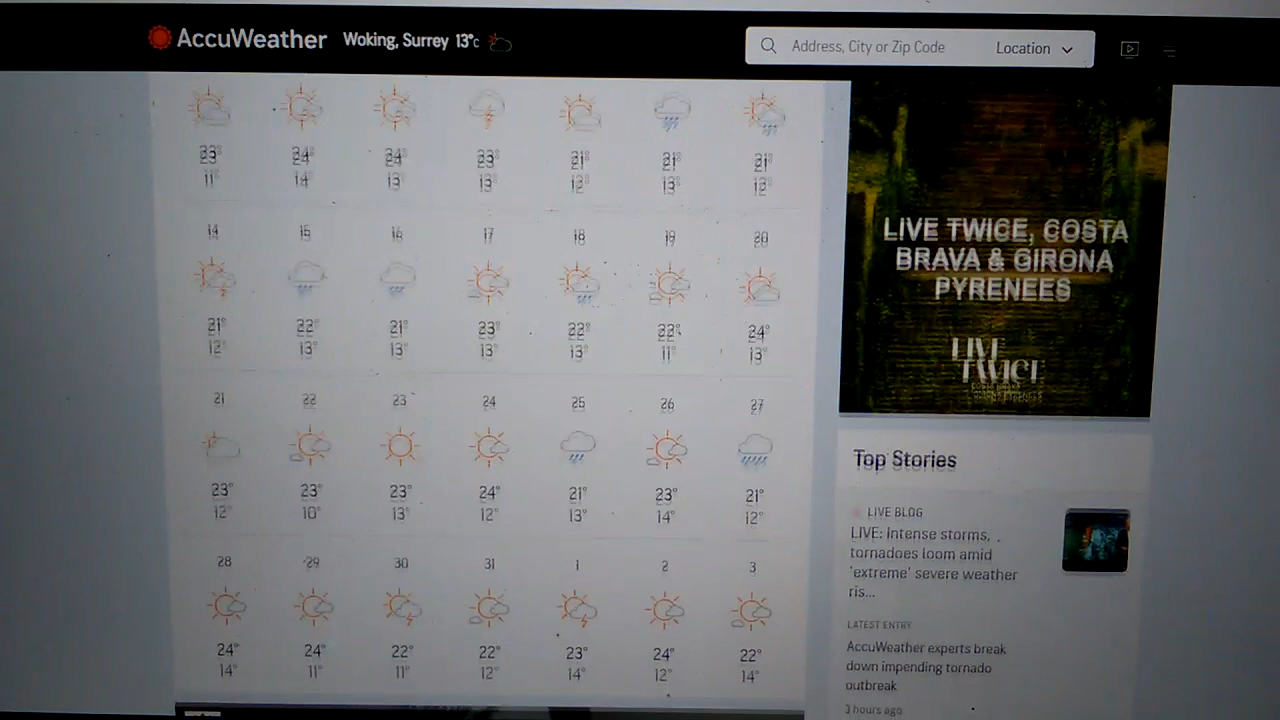 AccuWeather
Woking, Surrey 13°C
Address, City or Zip Code
Location
23° 24° 24° 23° 21° 21° 21°
11° 14° 13° 13° 12° 13° 12°
14 15 16 17 18 19 20
21° 22° 21° 23° 22° 22° 24°
12° 13° 13° 13° 13° 11° 13°
21 22 23 24 25 26 27
23° 23° 23° 24° 21° 23° 21°
12° 10° 13° 12° 13° 14° 12°
28 29 30 31 1 2 3
24° 24° 22° 22° 23° 24° 22°
14° 11° 11° 12° 14° 12° 14°
LIVE TWICE, COSTA
BRAVA & GIRONA
PYRENEES
LIVE
TWICE
COSTA BRAVA
GIRONA PYRENEES
Top Stories
LIVE BLOG
LIVE: Intense storms,
tornadoes loom amid
'extreme' severe weather
ris...
LATEST ENTRY
AccuWeather experts break
down impending tornado
outbreak
3 hours ago